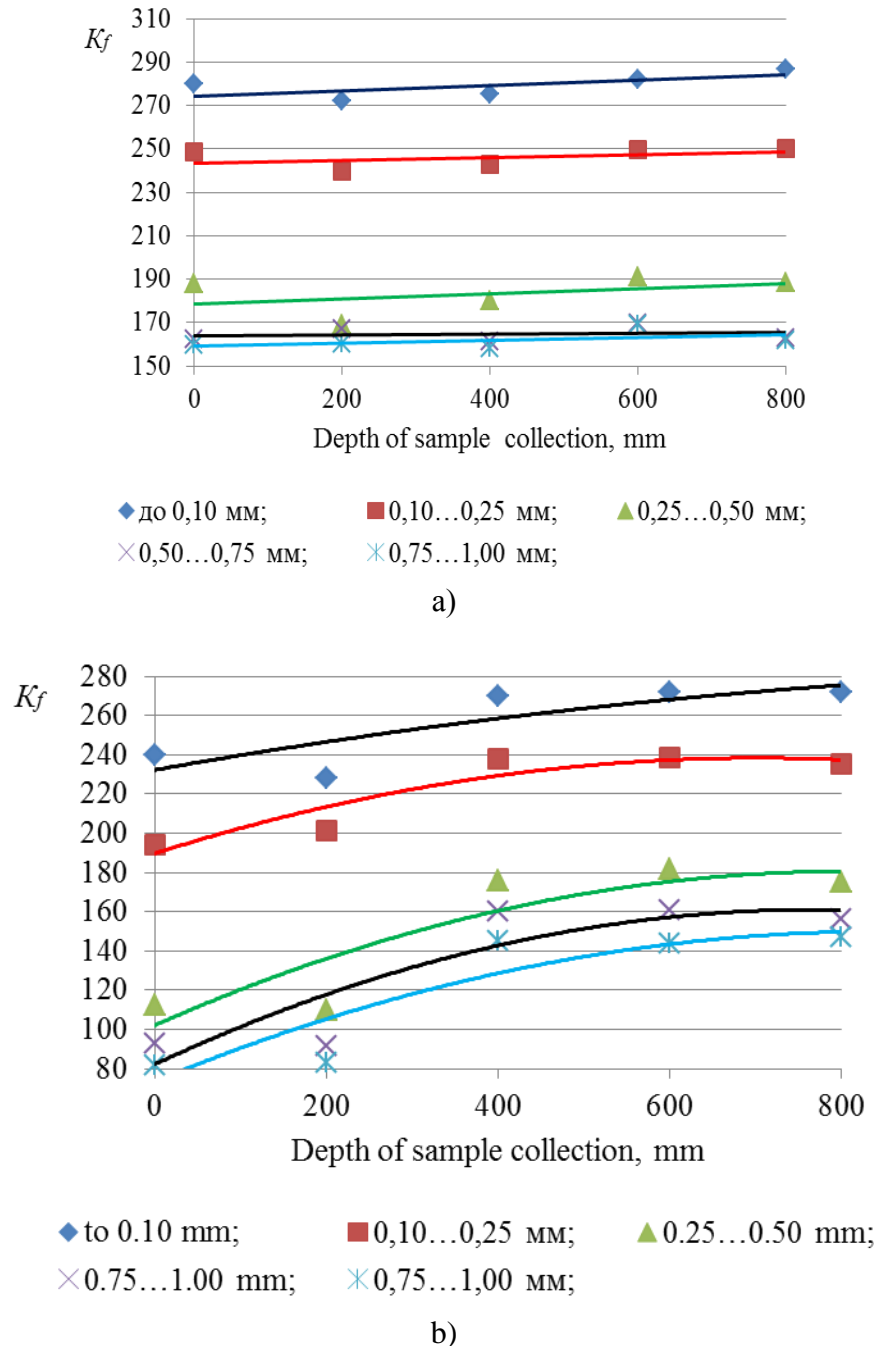 310
Kf
290
270
250
230
210
190
170
150
0 200 400 600 800
Depth of sample collection, mm
до 0,10 мм; 0,10…0,25 мм; 0,25…0,50 мм;
0,50…0,75 мм; 0,75…1,00 мм;
a)
280
Kf
260
240
220
200
180
160
140
120
100
80
0 200 400 600 800
Depth of sample collection, mm
to 0.10 mm; 0,10…0,25 мм; 0.25…0.50 mm;
0.75…1.00 mm; 0,75…1,00 мм;
b)